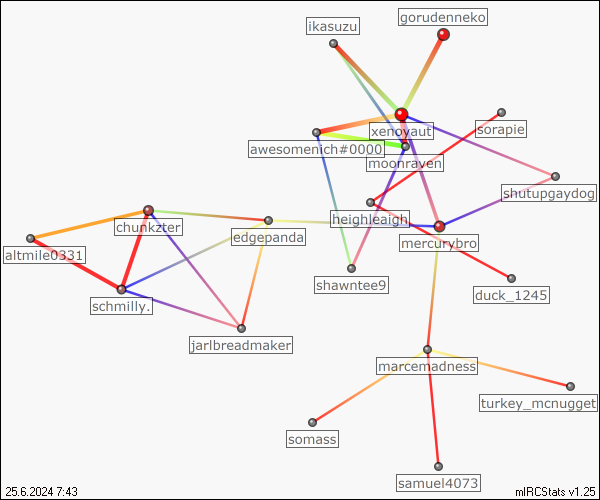 gorudenneko
ikasuzu
xenoyaut
sorapie
awesomenich#0000
moonraven
shutupgaydog
heighleaigh
chunkzter
edgepanda
mercurybro
altmile0331
shawntee9
duck_1245
schmilly.
jarlbreadmaker
marcemadness
turkey_mcnugget
somass
samuel4073
25.6.2024 7:43
mIRCStats v1.25